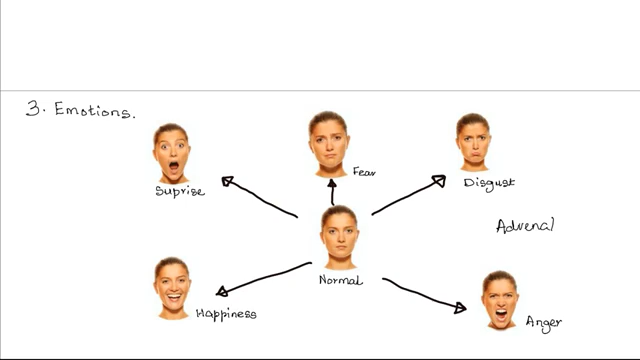 3. Emotions.
Fear
Suprise
Disgust
Adrenal
Normal
Happiness
Anger